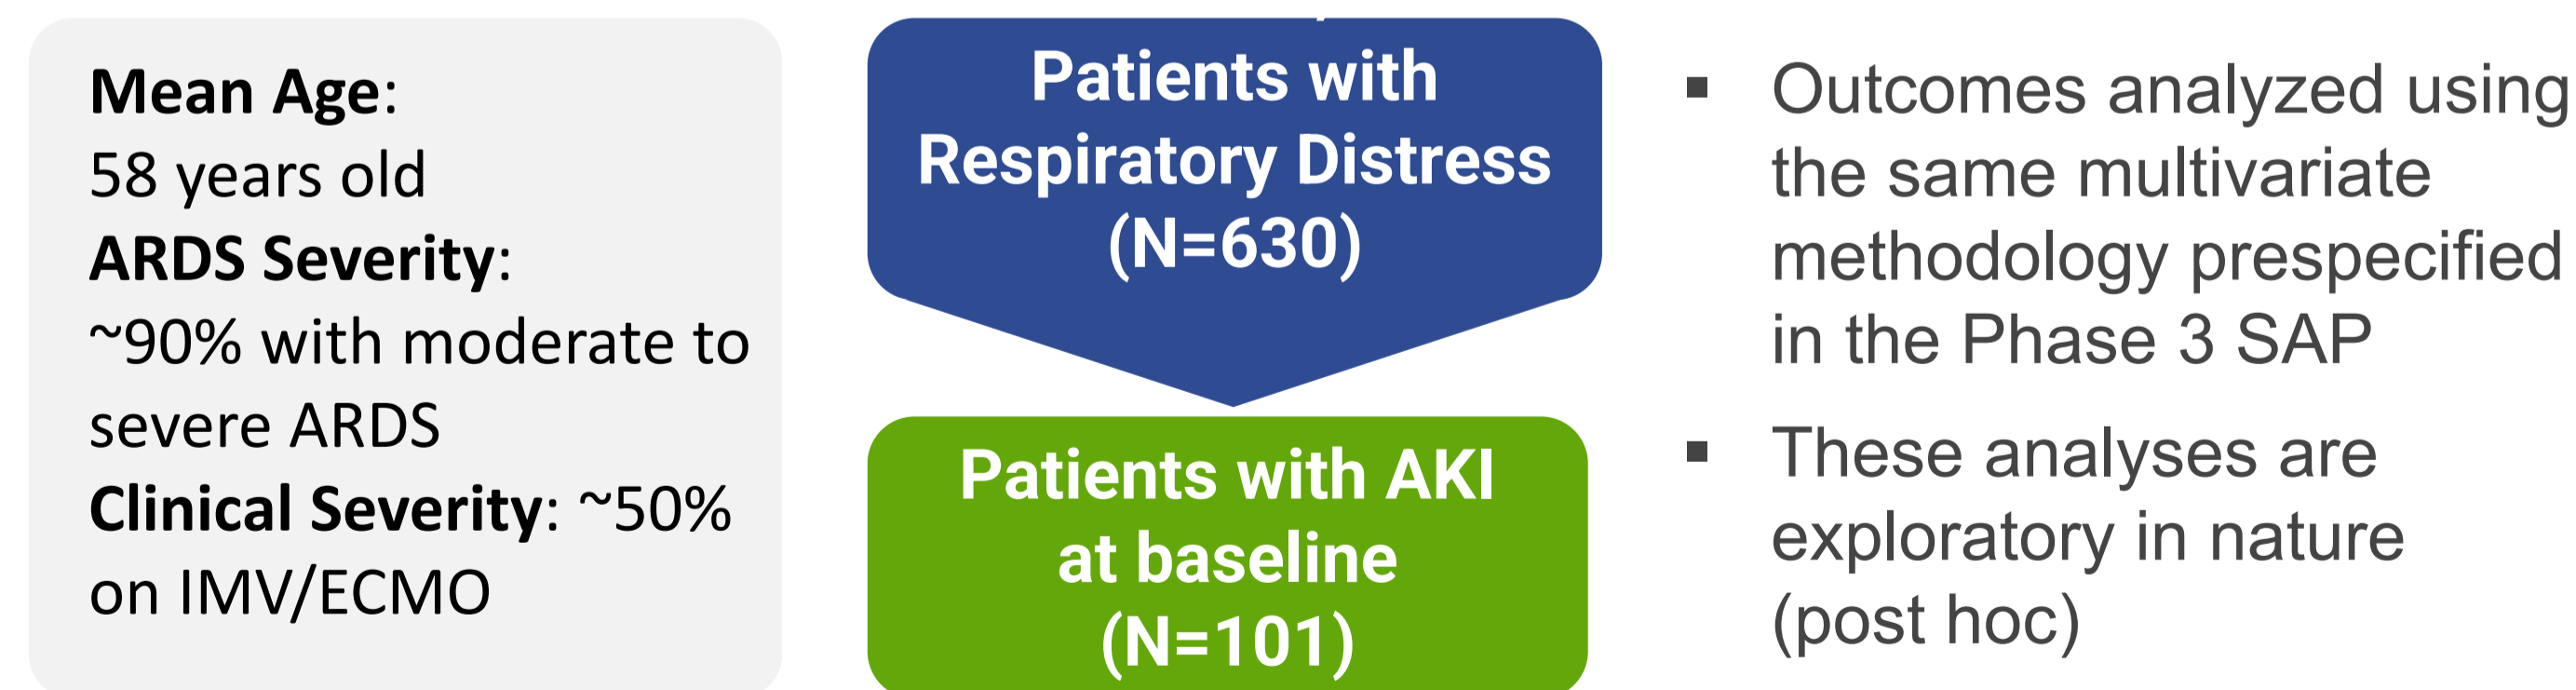 Mean Age:
58 years old
ARDS Severity:
~90% with moderate to
severe ARDS
Clinical Severity: ~50%
on IMV/ECMO
Patients with
Respiratory Distress
(N=630)
Patients with AKI
at baseline
(N=101)
▪ Outcomes analyzed using
the same multivariate
methodology prespecified
in the Phase 3 SAP
▪ These analyses are
exploratory in nature
(post hoc)